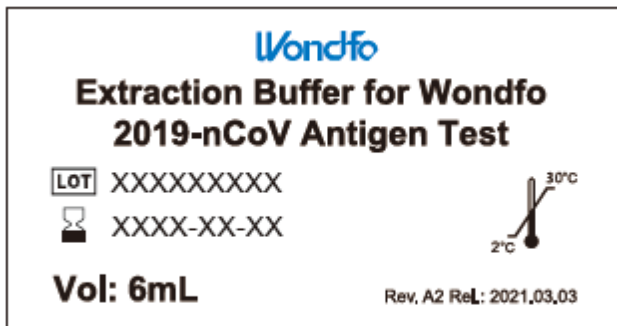 Wondfo
Extraction Buffer for Wondfo
2019-nCoV Antigen Test
LOT XXXXXXXXX
XXXX-XX-XX
30°C
2°C
Vol: 6mL
Rev. A2 Rel.: 2021.03.03